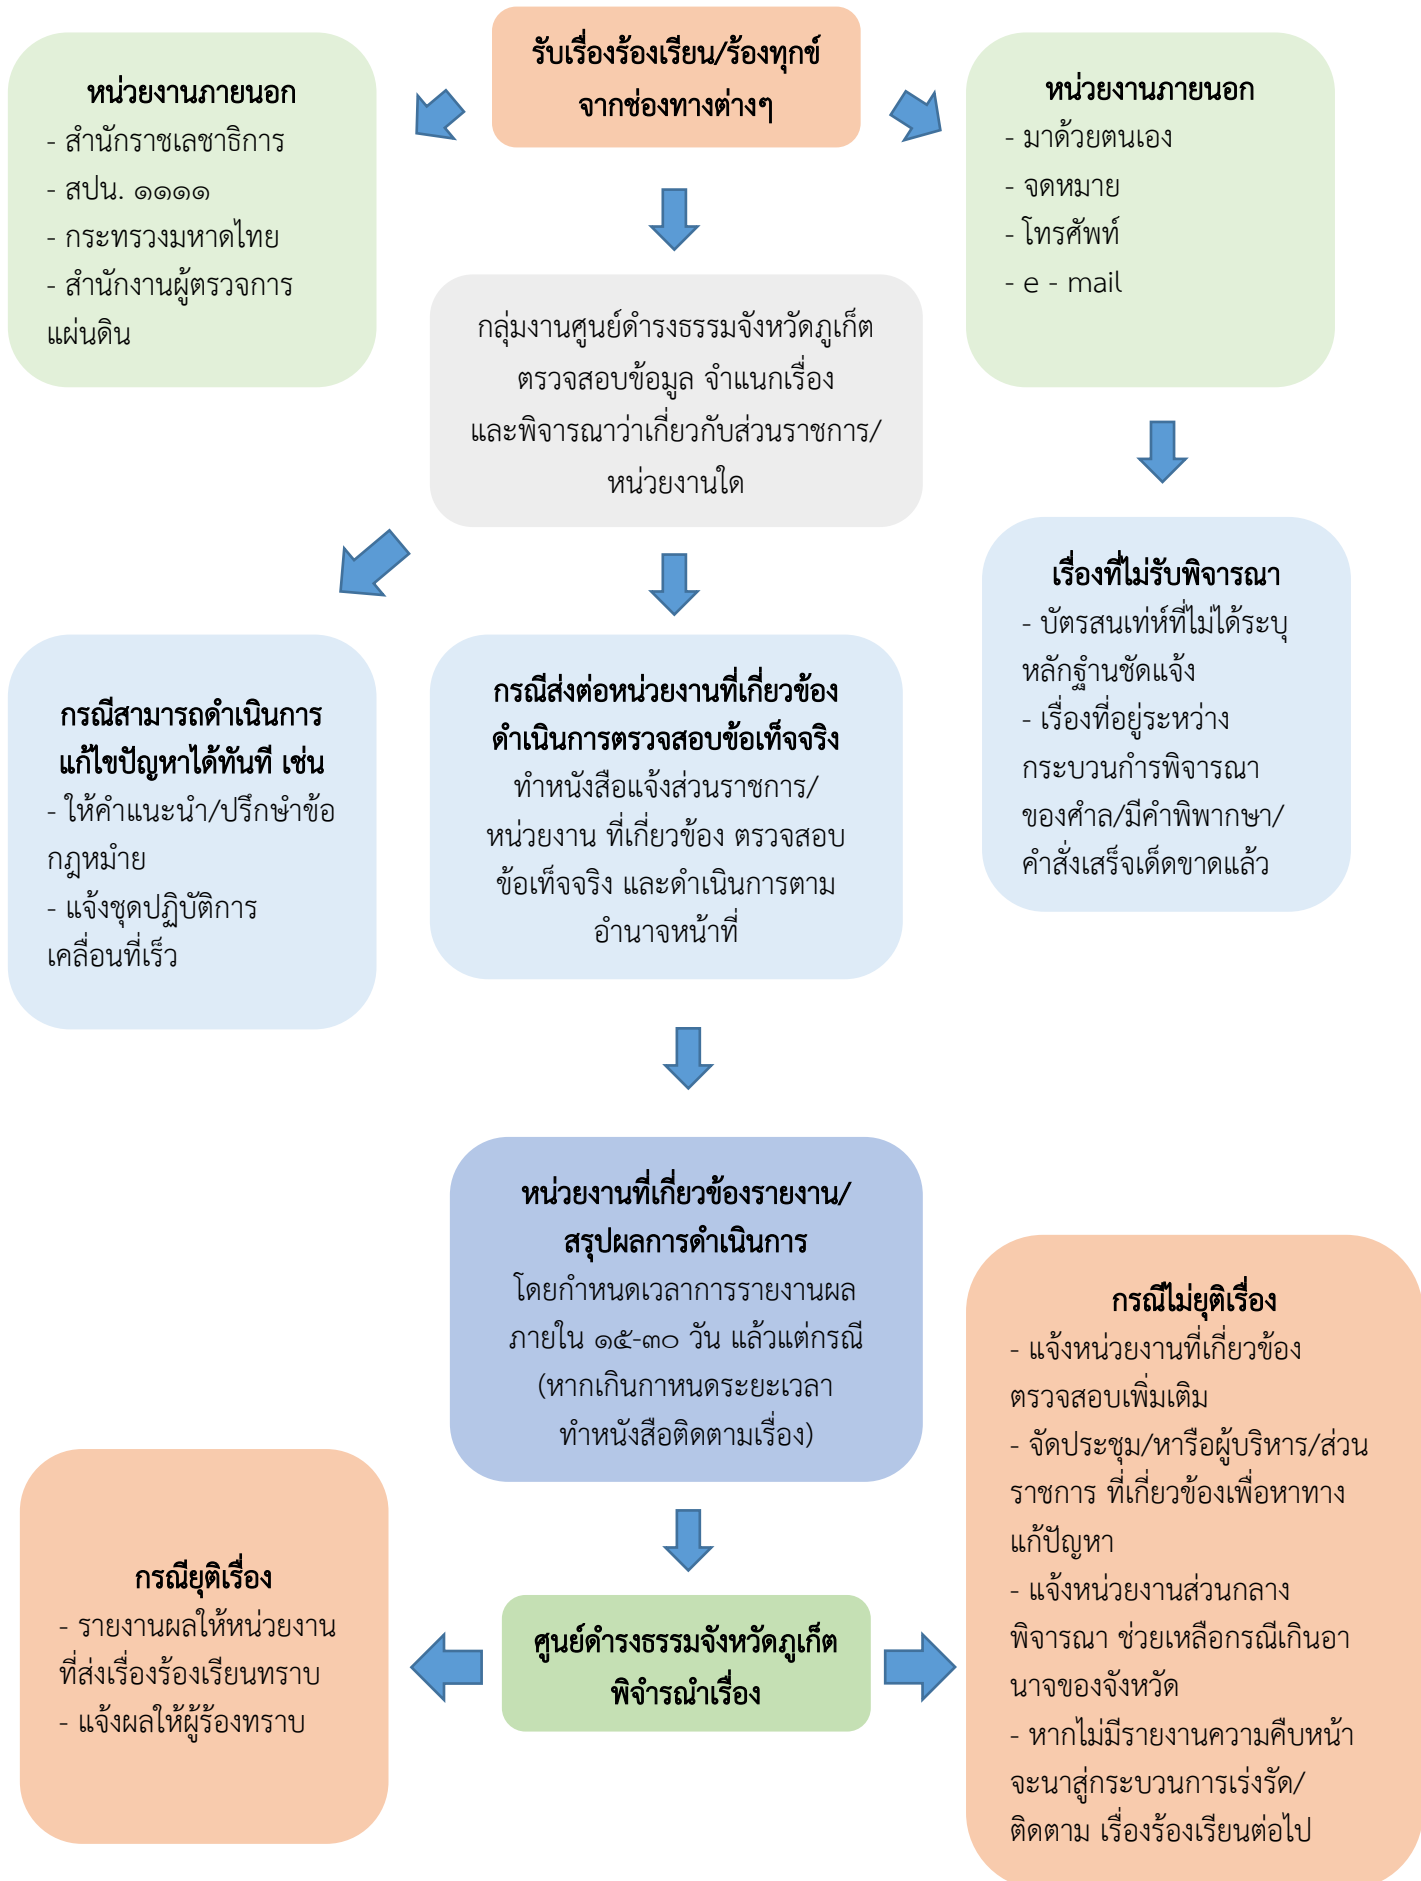 รับเรื่องร้องเรียน/ร้องทุกข์
จากช่องทางต่างๆ
หน่วยงานภายนอก
- สำนักราชเลชาธิการ
- สปน. ๑๑๑๑
- กระทรวงมหาดไทย
- สำนักงานผู้ตรวจการ
แผ่นดิน
หน่วยงานภายนอก
- มาด้วยตนเอง
- จดหมาย
- โทรศัพท์
- e - mail
กลุ่มงานศูนย์ดำรงธรรมจังหวัดภูเก็ต
ตรวจสอบข้อมูล จำแนกเรื่อง
และพิจารณาว่าเกี่ยวกับส่วนราชการ/
หน่วยงานใด
เรื่องที่ไม่รับพิจารณา
- บัตรสนเท่ห์ที่ไม่ได้ระบุ
หลักฐานชัดแจ้ง
- เรื่องที่อยู่ระหว่าง
กระบวนกำรพิจารณา
ของศำล/มีคำพิพากษา/
คำสั่งเสร็จเด็ดขาดแล้ว
กรณีสามารถดำเนินการ
แก้ไขปัญหาได้ทันที เช่น
- ให้คำแนะนำ/ปรึกษำข้อ
กฎหมำย
- แจ้งชุดปฏิบัติการ
เคลื่อนที่เร็ว
กรณีส่งต่อหน่วยงานที่เกี่ยวข้อง
ดำเนินการตรวจสอบข้อเท็จจริง
ทำหนังสือแจ้งส่วนราชการ/
หน่วยงาน ที่เกี่ยวข้อง ตรวจสอบ
ข้อเท็จจริง และดำเนินการตาม
อำนาจหน้าที่
หน่วยงานที่เกี่ยวข้องรายงาน/
สรุปผลการดำเนินการ
โดยกำหนดเวลาการรายงานผล
ภายใน ๑๕-๓๐ วัน แล้วแต่กรณี
(หากเกินกาหนดระยะเวลา
ทำหนังสือติดตามเรื่อง)
กรณีไม่ยุติเรื่อง
- แจ้งหน่วยงานที่เกี่ยวข้อง
ตรวจสอบเพิ่มเติม
- จัดประชุม/หารือผู้บริหาร/ส่วน
ราชการ ที่เกี่ยวข้องเพื่อหาทาง
แก้ปัญหา
- แจ้งหน่วยงานส่วนกลาง
พิจารณา ช่วยเหลือกรณีเกินอา
นาจของจังหวัด
- หากไม่มีรายงานความคืบหน้า
จะนาสู่กระบวนการเร่งรัด/
ติดตาม เรื่องร้องเรียนต่อไป
กรณียุติเรื่อง
- รายงานผลให้หน่วยงาน
ที่ส่งเรื่องร้องเรียนทราบ
- แจ้งผลให้ผู้ร้องทราบ
ศูนย์ดำรงธรรมจังหวัดภูเก็ต
พิจำรณำเรื่อง